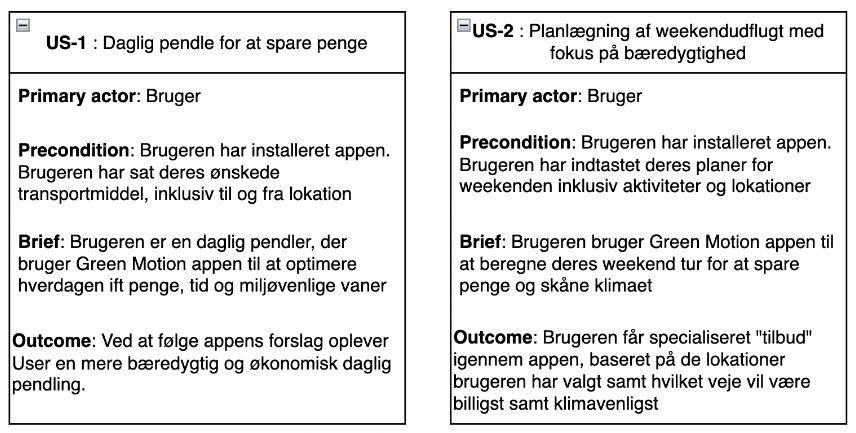 US-1 : Daglig pendle for at spare penge
Primary actor: Bruger
Precondition: Brugeren har installeret appen.
Brugeren har sat deres ønskede
transportmiddel, inklusiv til og fra lokation
Brief: Brugeren er en daglig pendler, der
bruger Green Motion appen til at optimere
hverdagen ift penge, tid og miljøvenlige vaner
Outcome: Ved at følge appens forslag oplever
User en mere bæredygtig og økonomisk daglig
pendling.
US-2 : Planlægning af weekendudflugt med
fokus på bæredygtighed
Primary actor: Bruger
Precondition: Brugeren har installeret appen.
Brugeren har indtastet deres planer for
weekenden inklusiv aktiviteter og lokationer
Brief: Brugeren bruger Green Motion appen til
at beregne deres weekend tur for at spare
penge og skåne klimaet
Outcome: Brugeren får specialiseret "tilbud"
igennem appen, baseret på de lokationer
brugeren har valgt samt hvilket veje vil være
billigst samt klimavenligst